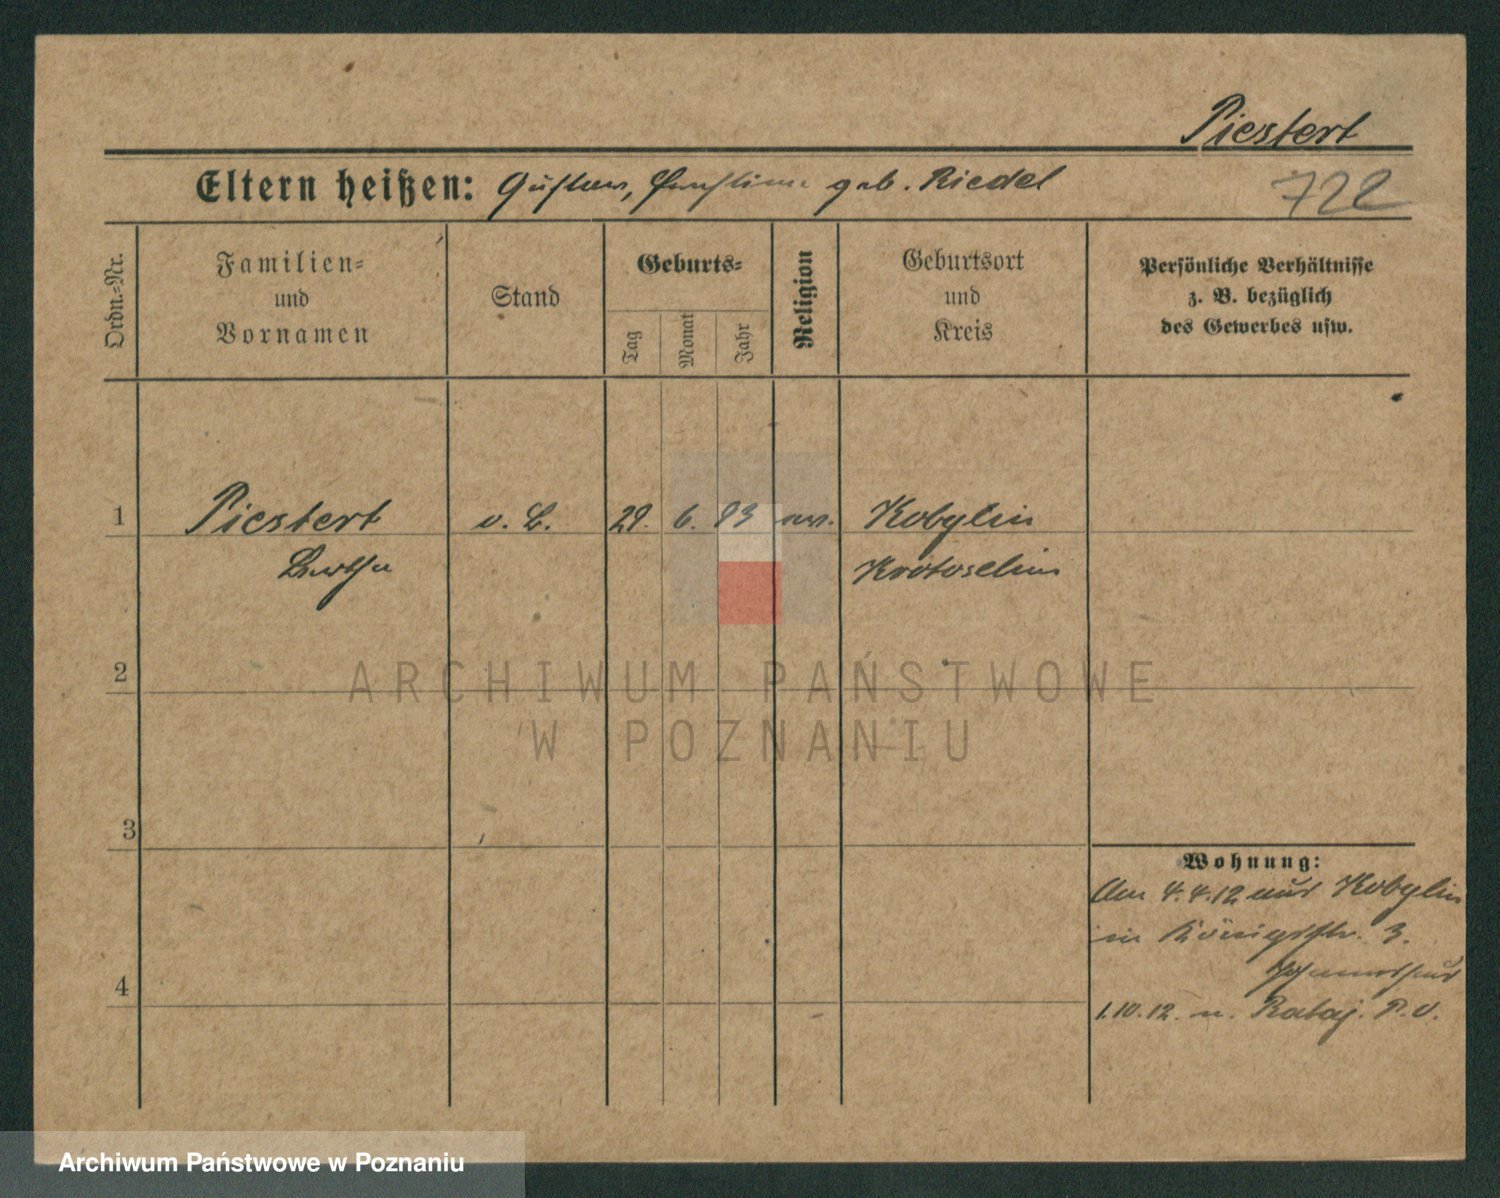 Piestert
Eltern heißen: Gustav, geb. Riedel
722
Ordn.-Nr.
Familien-
und
Vornamen
Stand
Geburts-
Tag
Monat
Jahr
Religion
Geburtsort
und
Kreis
Persönliche Verhältnisse
z. B. bezüglich
des Gewerbes usw.
1 Piestert o. B. 29. 6. 93 ev. Kobylin
Bertha Krotoschin
2
ARCHIWUM PAŃSTWOWE
W POZNANIU
3
Wohnung:
Am 4.4.12 aus Kobylin
in Königstr. 3.
4
1.10.12. n. Rataj. P.O.
Archiwum Państwowe w Poznaniu